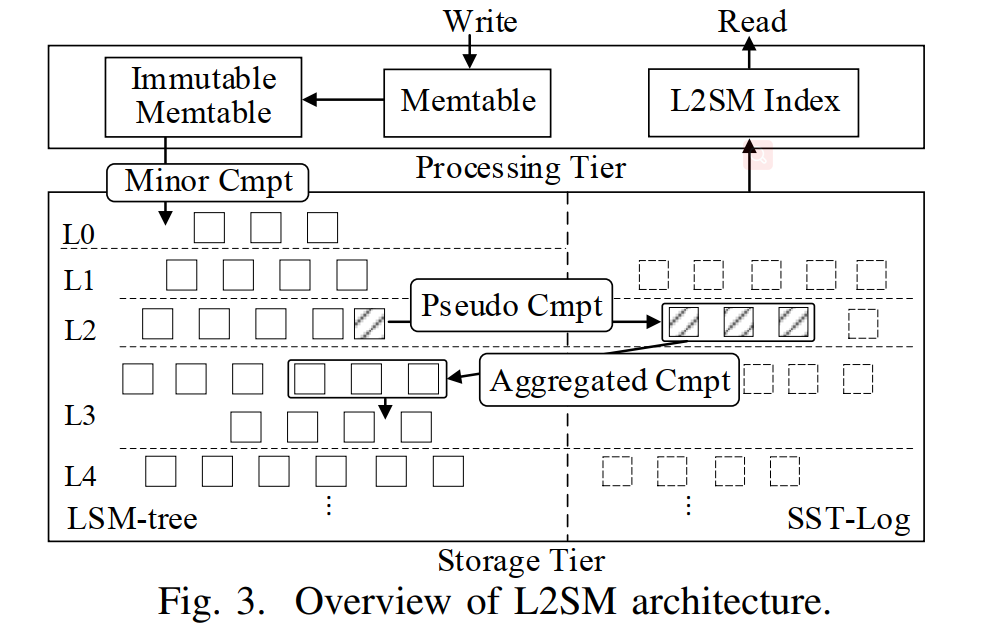 Write
Read
Immutable
Memtable
Memtable
L2SM Index
Processing Tier
Minor Cmpt
L0
L1
L2
Pseudo Cmpt
Aggregated Cmpt
L3
L4
⋮
⋮
LSM-tree
SST-Log
Storage Tier
Fig. 3. Overview of L2SM architecture.